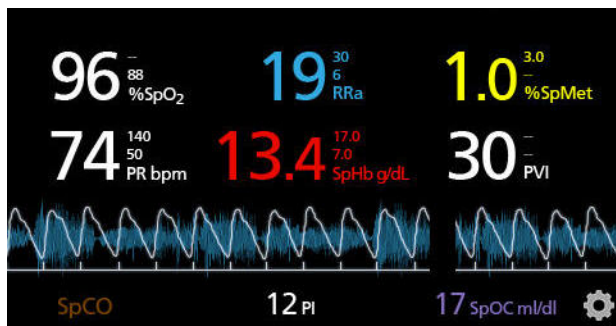 96 -- 88 %SpO₂
19 30 6 RRa
1.0 3.0 -- %SpMet
74 140 50 PR bpm
13.4 17.0 7.0 SpHb g/dL
30 -- -- PVI
SpCO 12 PI 17 SpOC ml/dl